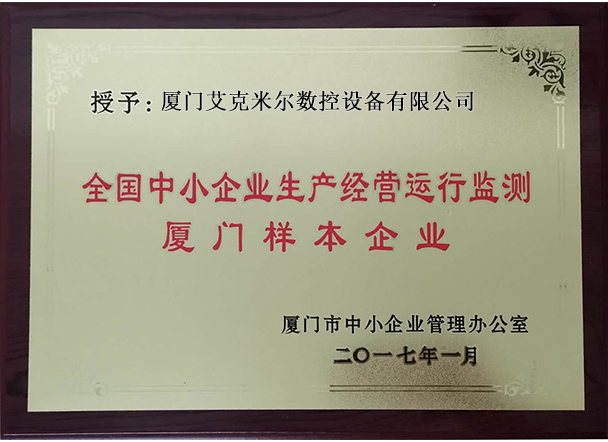 授予：厦门艾克米尔数控设备有限公司
全国中小企业生产经营运行监测
厦门样本企业
厦门市中小企业管理办公室
二〇一七年一月